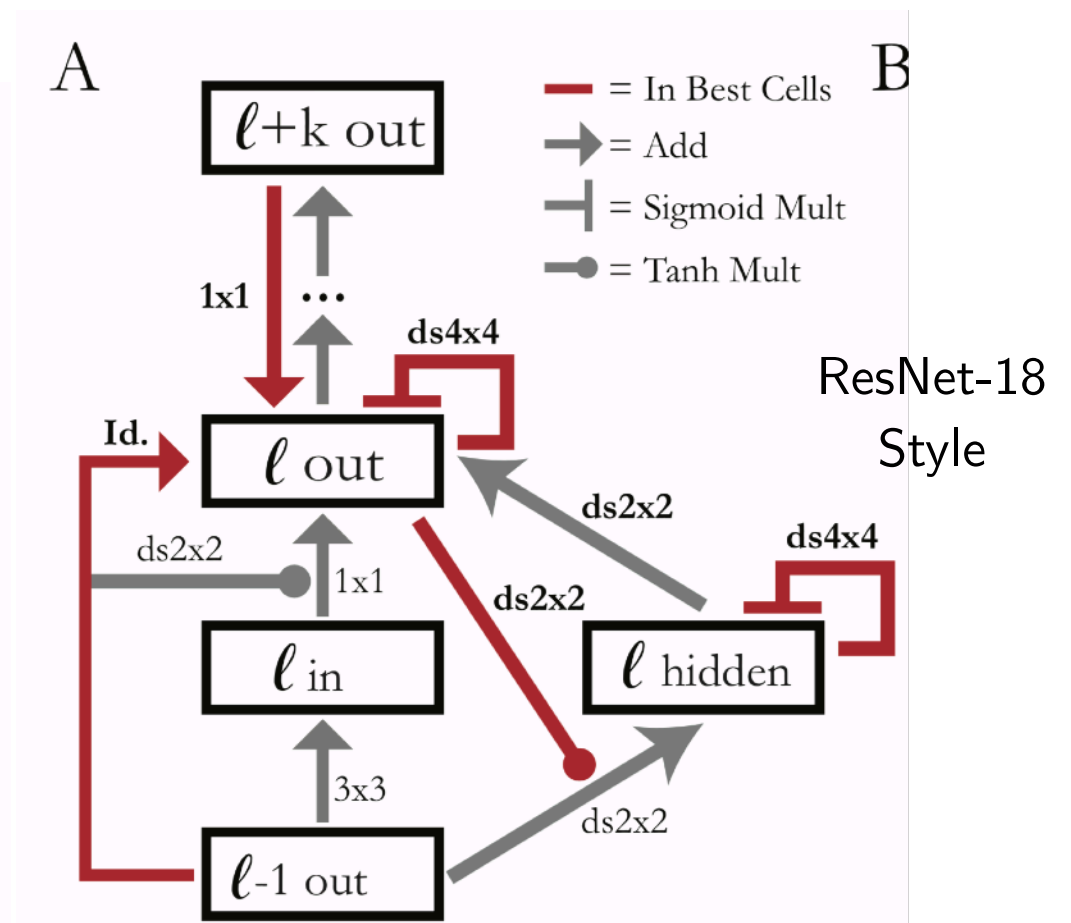 A
B
ℓ+k out
= In Best Cells
= Add
= Sigmoid Mult
= Tanh Mult
1x1
...
ds4x4
ResNet-18
Style
Id.
ℓ out
ds2x2
ds4x4
ds2x2
1x1
ds2x2
ℓ in
ℓ hidden
3x3
ds2x2
ℓ-1 out